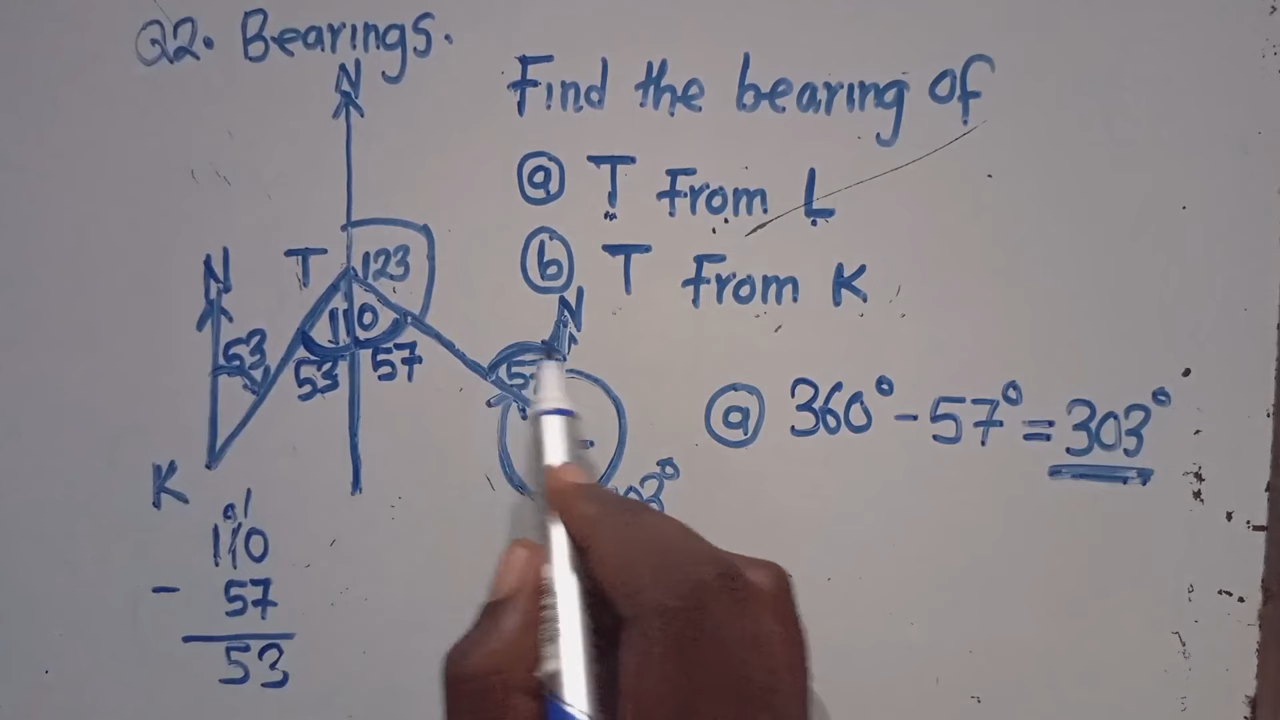 Q2. Bearings.
Find the bearing of
ⓐ T From L
ⓑ T From K
N
N
T
123
110
53
53
57
N
K
ⓐ 360° - 57° = 303°
110
- 57
53